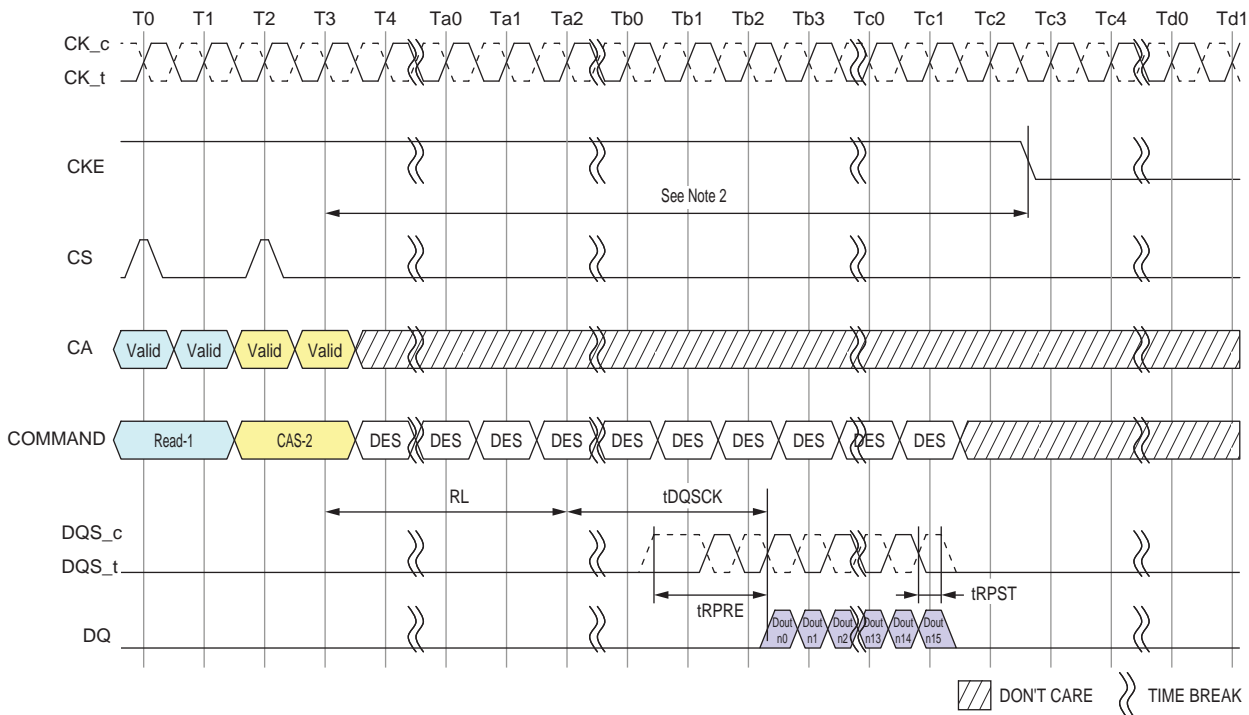 T0 T1 T2 T3 T4 Ta0 Ta1 Ta2 Tb0 Tb1 Tb2 Tb3 Tc0 Tc1 Tc2 Tc3 Tc4 Td0 Td1
CK_c
CK_t
CKE
See Note 2
CS
CA Valid Valid Valid Valid
COMMAND Read-1 CAS-2 DES DES DES DES DES DES DES DES DES DES
RL tDQSCK
DQS_c
DQS_t
tRPRE tRPST
DQ Dout n0 Dout n1 Dout n2 Dout n13 Dout n14 Dout n15
DON'T CARE TIME BREAK